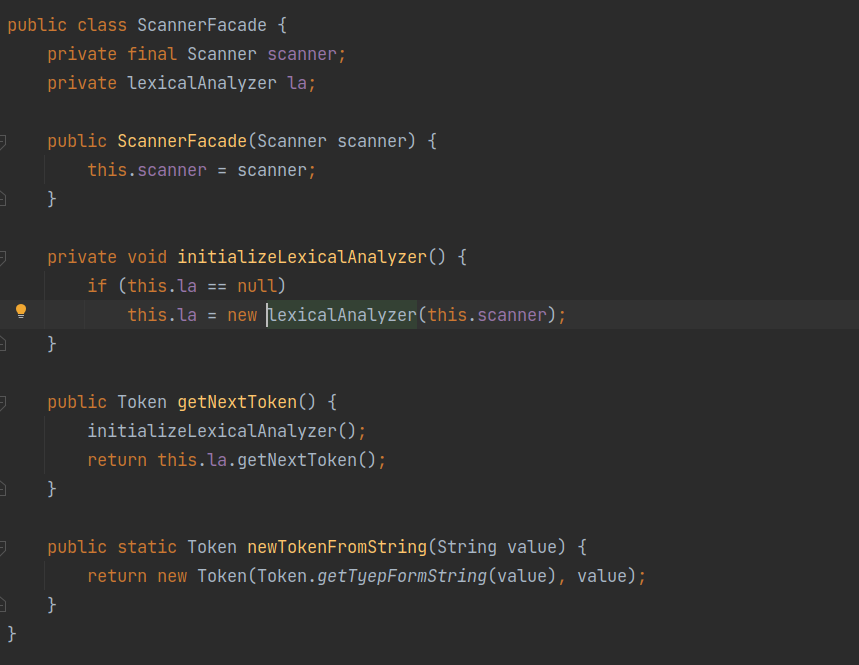 public class ScannerFacade {
    private final Scanner scanner;
    private lexicalAnalyzer la;
    public ScannerFacade(Scanner scanner) {
        this.scanner = scanner;
    }
    private void initializeLexicalAnalyzer() {
        if (this.la == null)
            this.la = new lexicalAnalyzer(this.scanner);
    }
    public Token getNextToken() {
        initializeLexicalAnalyzer();
        return this.la.getNextToken();
    }
    public static Token newTokenFromString(String value) {
        return new Token(Token.getTyepFormString(value), value);
    }
}